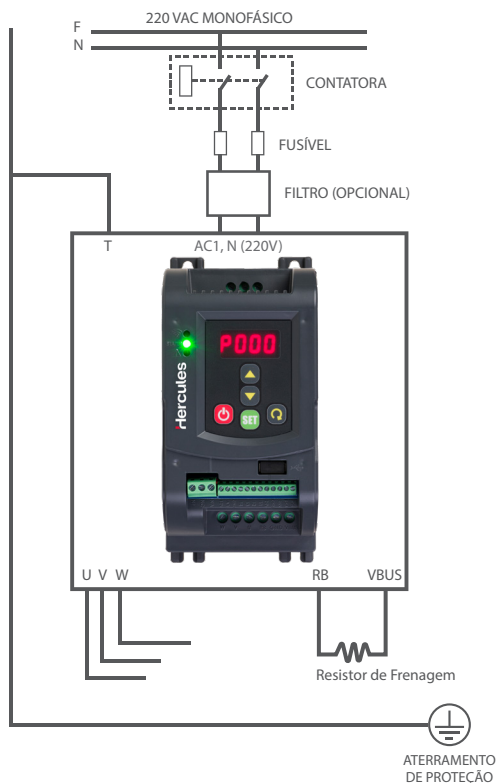 220 VAC MONOFÁSICO
F
N
CONTATORA
FUSÍVEL
FILTRO (OPCIONAL)
T
AC1, N (220V)
P000
Hercules
SET
U V W
RB
VBUS
Resistor de Frenagem
ATERRAMENTO
DE PROTEÇÃO